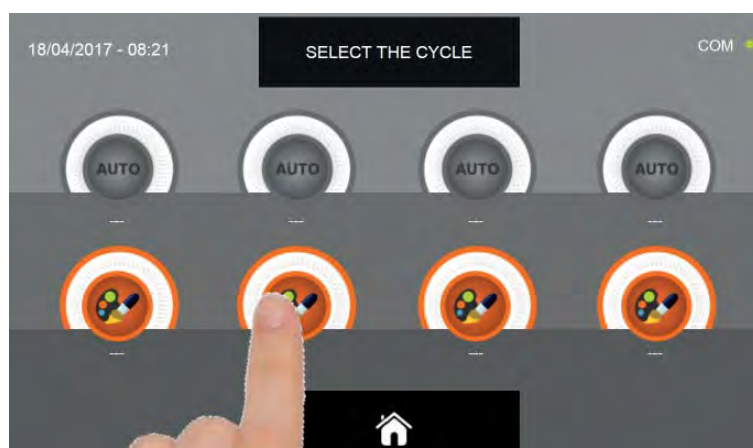 18/04/2017 - 08:21
SELECT THE CYCLE
COM
AUTO AUTO AUTO AUTO
--- --- --- ---
--- --- ---